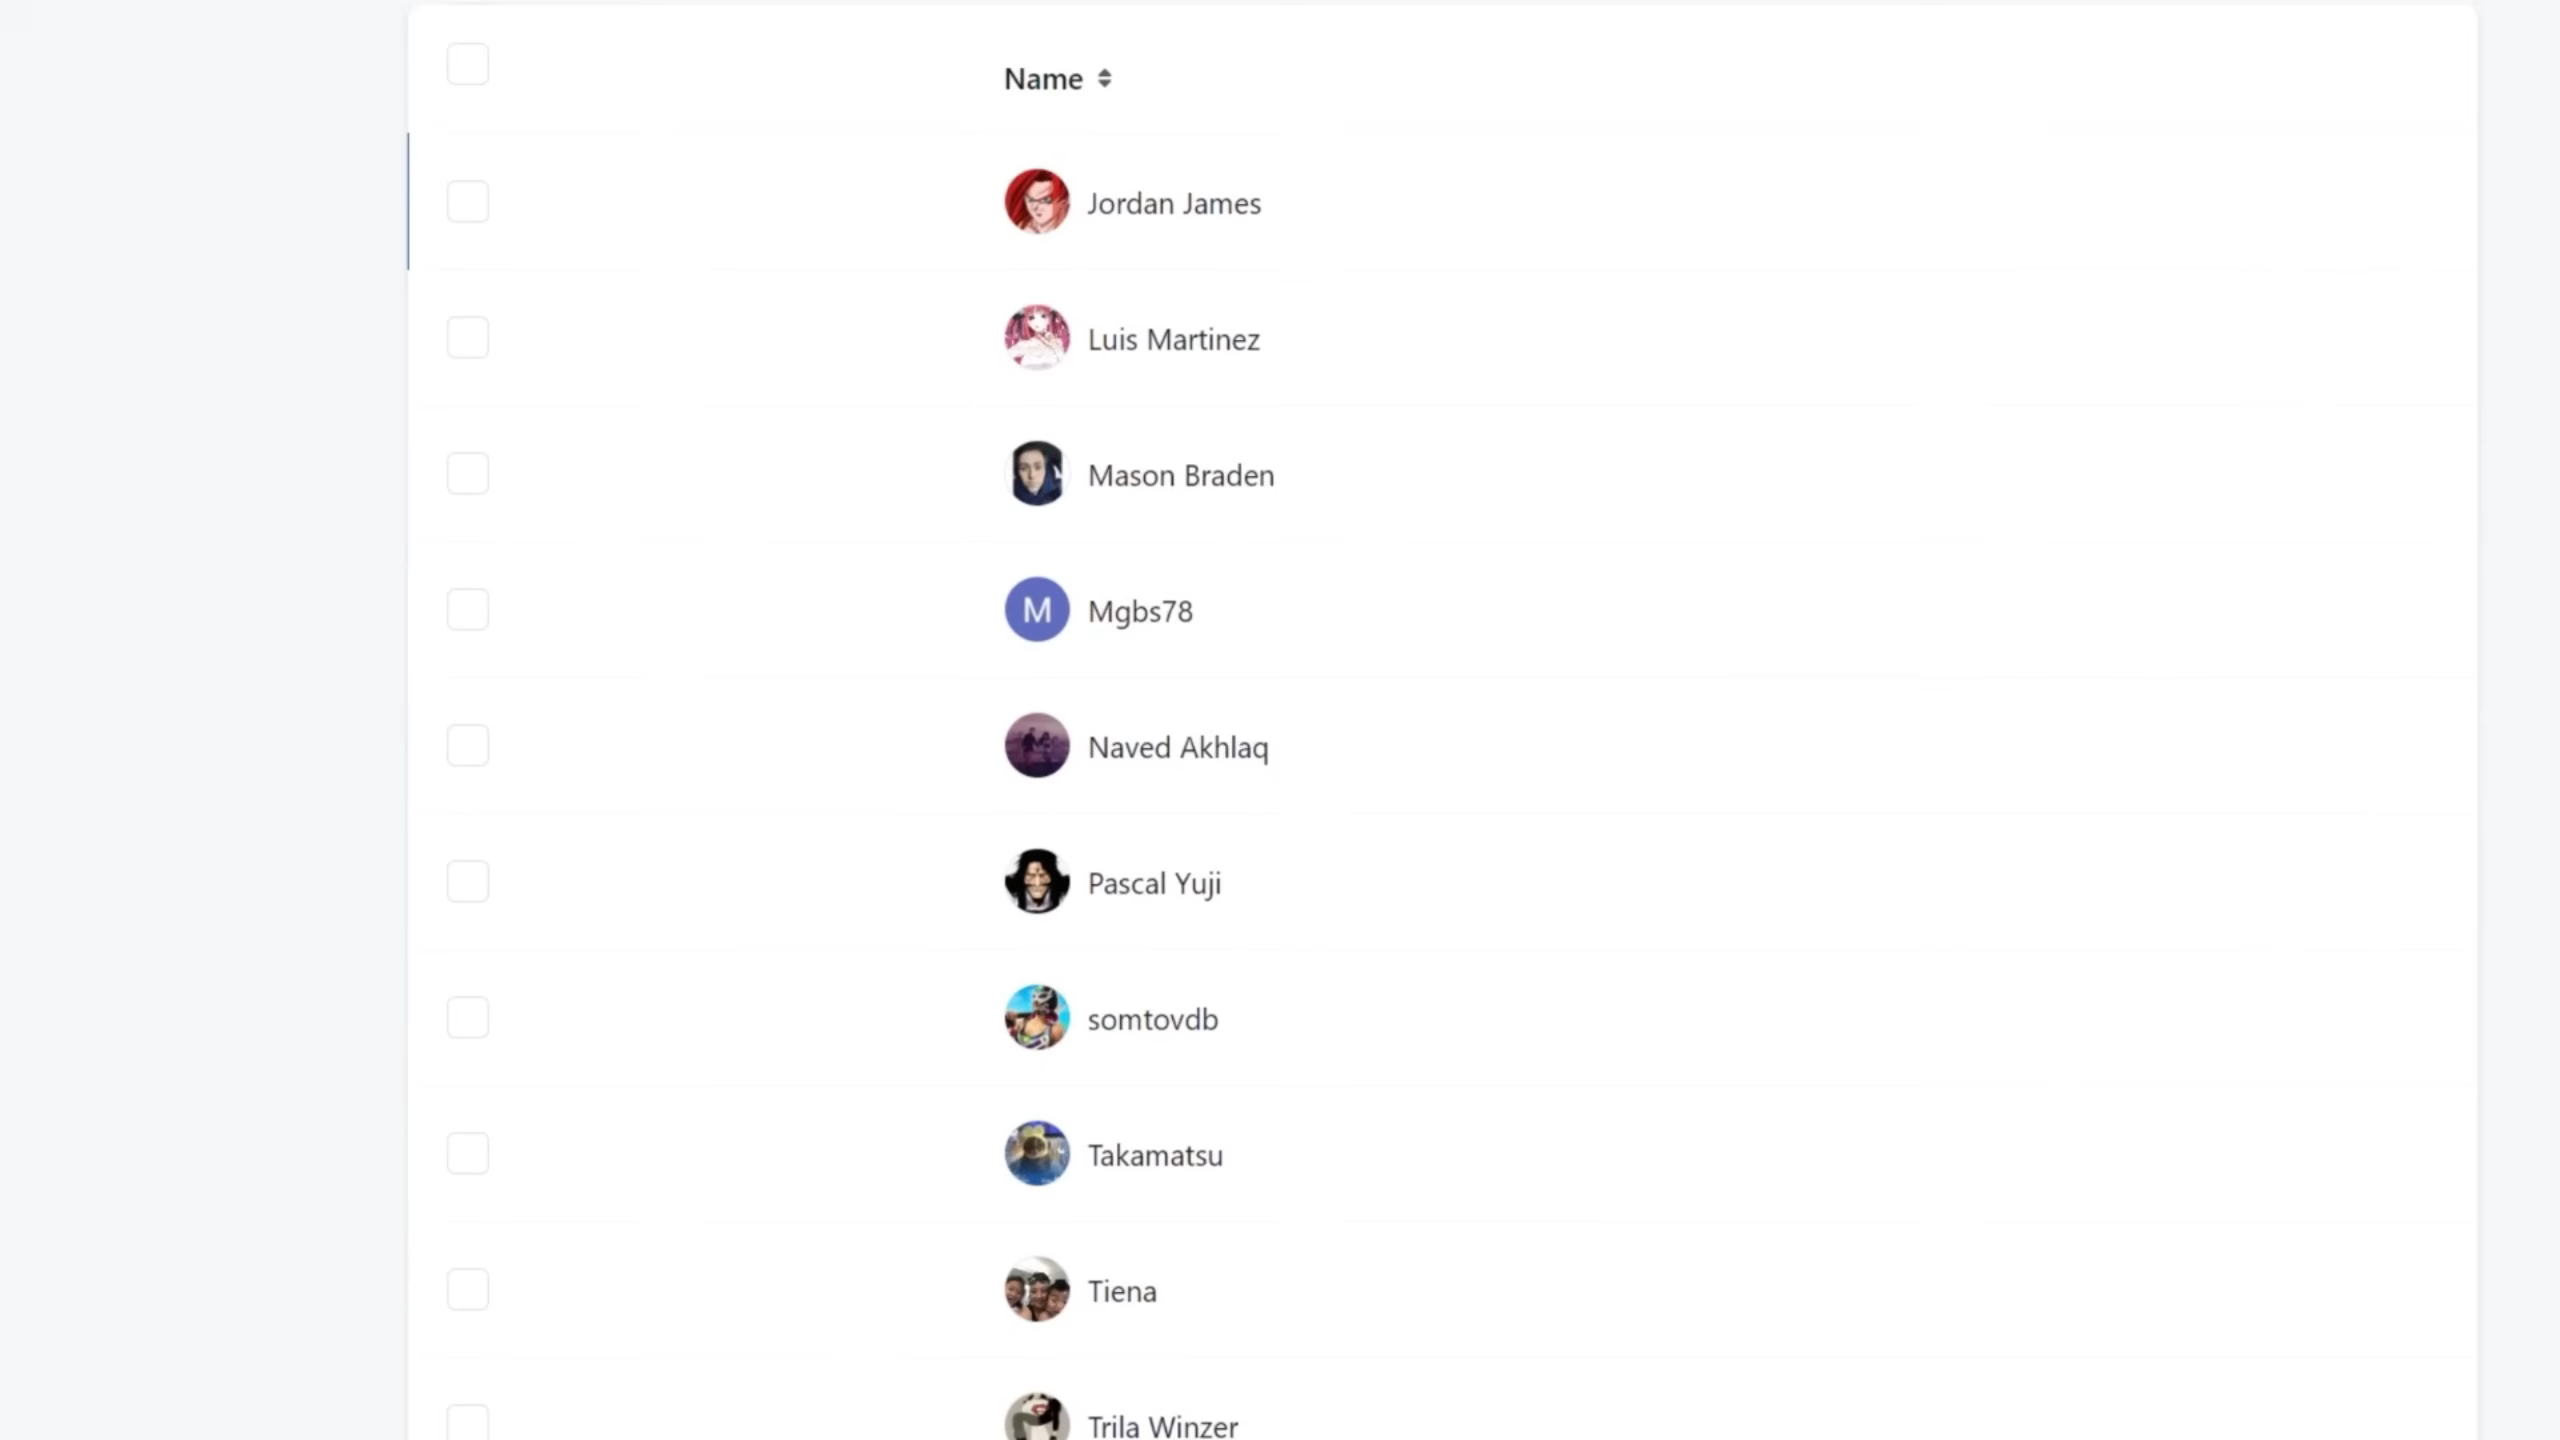 Name
Jordan James
Luis Martinez
Mason Braden
M Mgbs78
Naved Akhlaq
Pascal Yuji
somtovdb
Takamatsu
Tiena
Trila Winzer